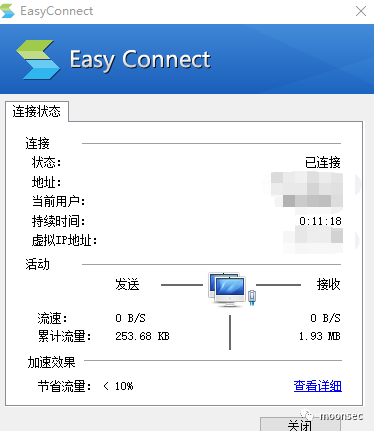 EasyConnect
Easy Connect
连接状态
连接
状态: 已连接
地址:
当前用户:
持续时间: 0:11:18
虚拟IP地址:
活动
发送 接收
流速: 0 B/S 0 B/S
累计流量: 253.68 KB 1.93 MB
加速效果
节省流量: < 10% 查看详细
moonsec
关闭